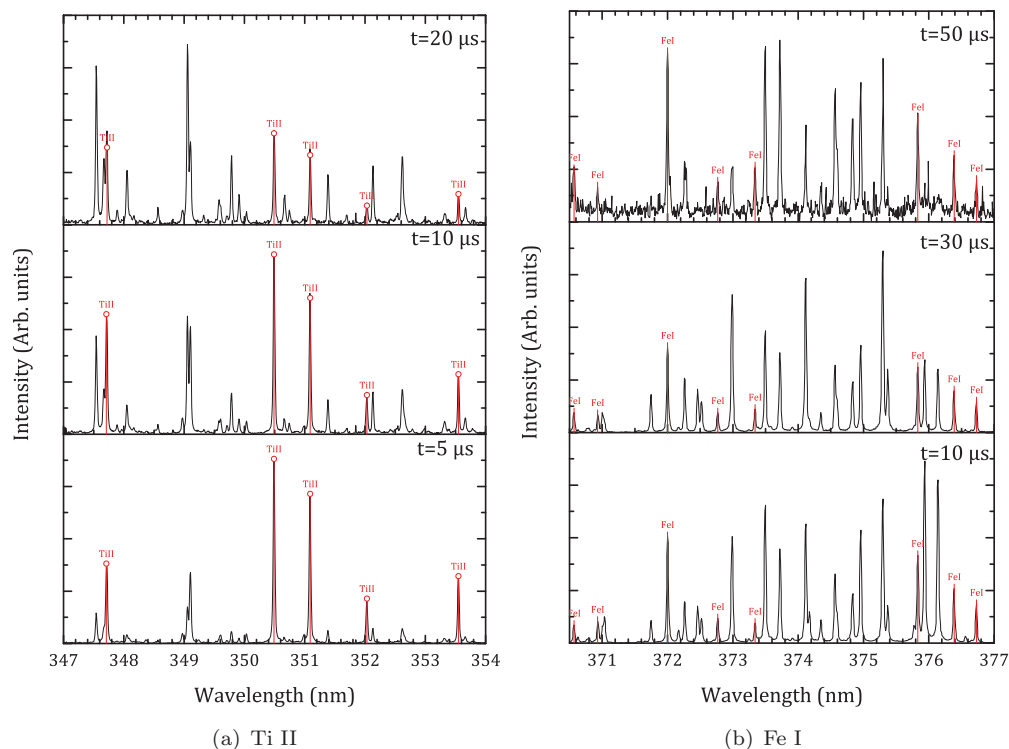 t=20 μs
TiII
TiII
TiII
TiII
TiII
t=10 μs
TiII
TiII
TiII
TiII
TiII
t=5 μs
TiII
TiII
TiII
TiII
TiII
Intensity (Arb. units)
347 348 349 350 351 352 353 354
Wavelength (nm)
(a) Ti II
t=50 μs
FeI
FeI
FeI
FeI
FeI
FeI
FeI
FeI
t=30 μs
FeI
FeI
FeI
FeI
FeI
FeI
FeI
FeI
t=10 μs
FeI
FeI
FeI
FeI
FeI
FeI
FeI
FeI
Intensity (Arb. units)
371 372 373 374 375 376 377
Wavelength (nm)
(b) Fe I